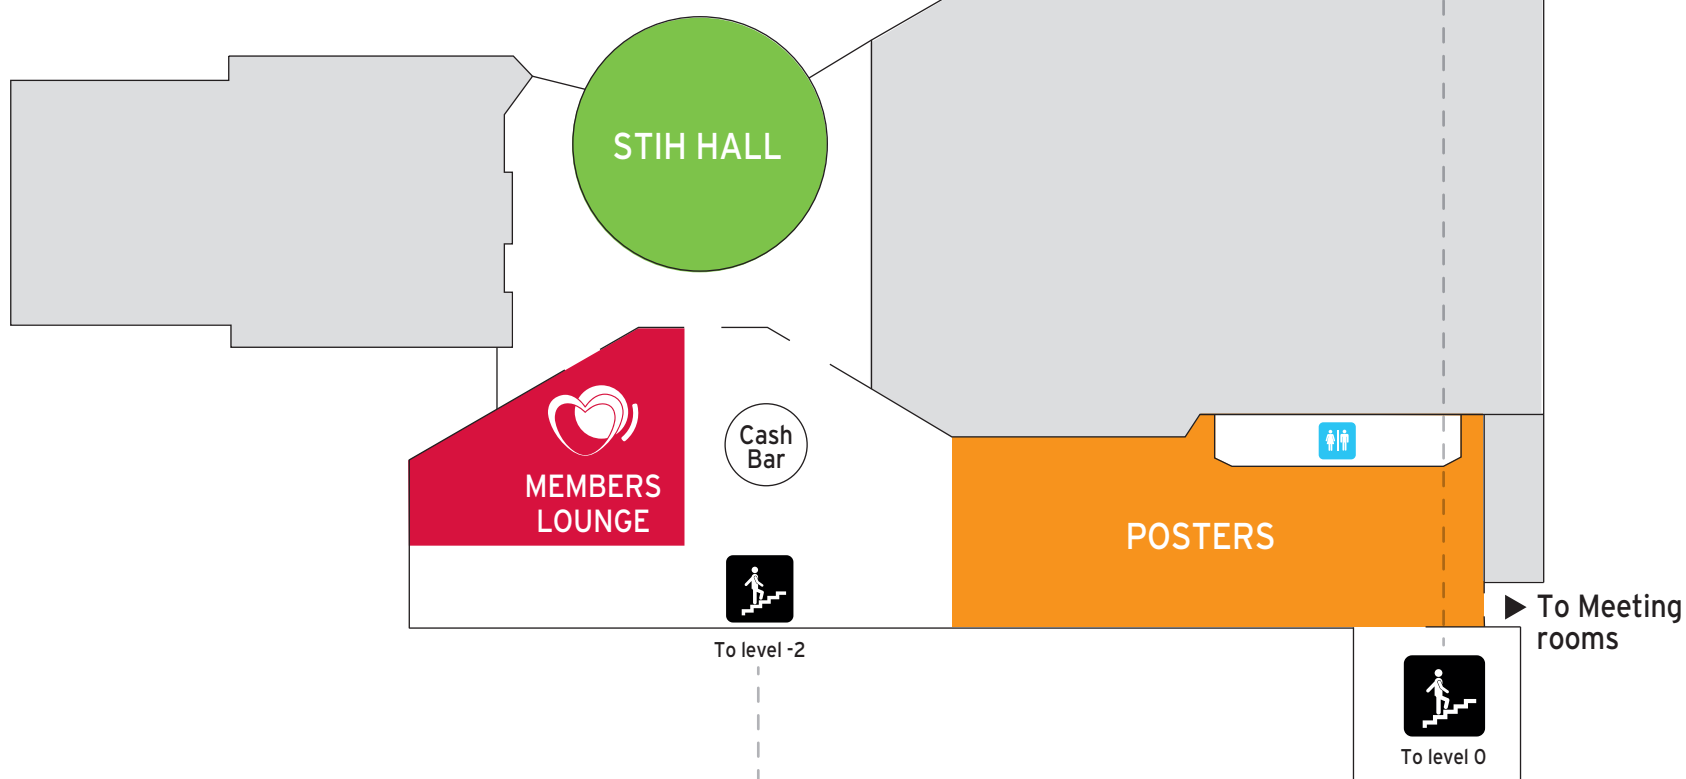 STIH HALL
Cash
Bar
MEMBERS
LOUNGE
POSTERS
To Meeting
rooms
To level -2
To level 0